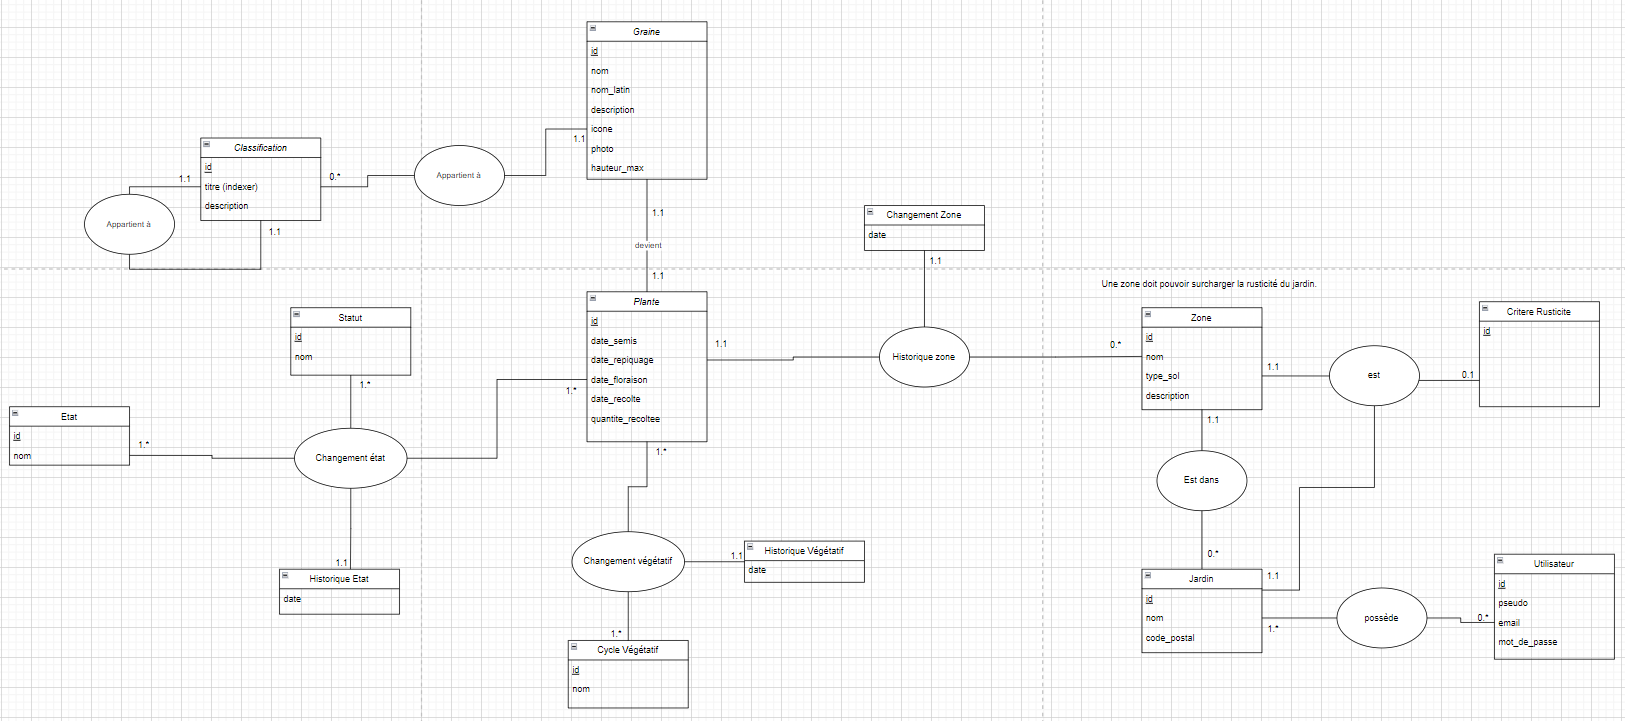 Graine
id
nom
nom_latin
description
icone
photo
hauteur_max
1.1
Classification
id
titre (indexer)
description
1.1
0.*
1.1
Appartient à
Appartient à
1.1
devient
1.1
Changement Zone
date
1.1
Une zone doit pouvoir surcharger la rusticité du jardin.
Statut
id
nom
1.*
Plante
id
date_semis
date_repiquage
date_floraison
date_recolte
quantite_recoltee
1.1
1.*
1.*
Historique zone
0.*
Zone
id
nom
type_sol
description
1.1
1.1
est
0.1
Critere Rusticite
id
Etat
id
nom
1.*
Changement état
1.1
Historique Etat
date
Changement végétatif
1.1
Historique Végétatif
date
1.*
Cycle Végétatif
id
nom
Est dans
0.*
Jardin
id
nom
code_postal
1.1
1.*
possède
0.*
Utilisateur
id
pseudo
email
mot_de_passe